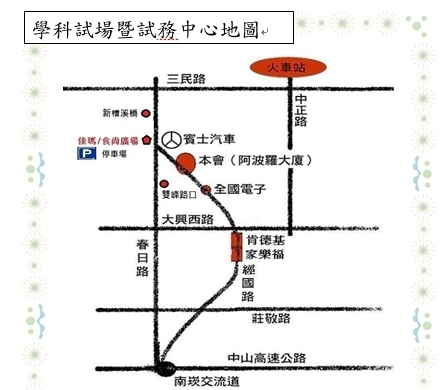 學科試場暨試務中心地圖
火車站
三民路
中正路
新檜溪橋
賓士汽車
佳瑪/食尚廣場
P 停車場
本會（阿波羅大廈）
雙峰路口
全國電子
大興西路
春日路
肯德基
家樂福
經國路
莊敬路
中山高速公路
南崁交流道